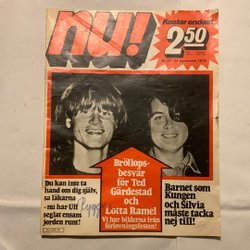 nu!
Kostar endast
2.50
Bröllops-
besvär
för Ted
Gärdestad
och
Lotta Ramel
Vi har bilderna från
förlovningsfesten!
Du kan inte ta
hand om dig själv,
sa läkarna
- nu har Ulf
seglat ensam
jorden runt!
Barnet som
Kungen
och Silvia
måste tacka
nej till!